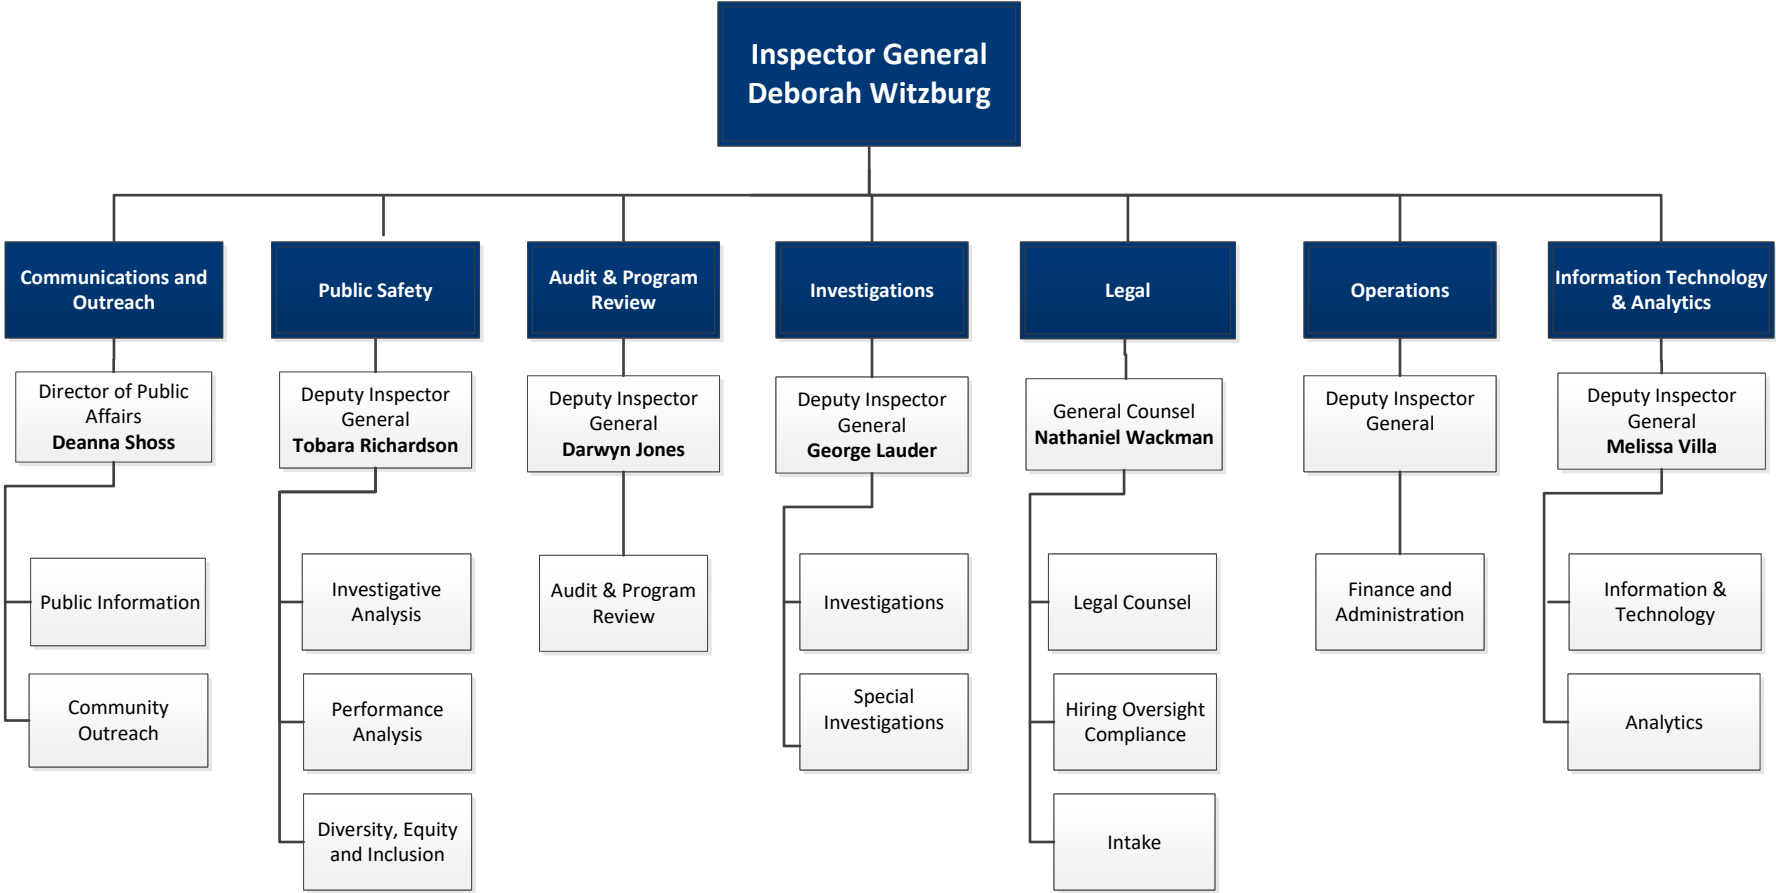 Inspector General
Deborah Witzburg
Communications and
Outreach
Public Safety
Audit & Program
Review
Investigations
Legal
Operations
Information Technology
& Analytics
Director of Public
Affairs
Deanna Shoss
Deputy Inspector
General
Tobara Richardson
Deputy Inspector
General
Darwyn Jones
Deputy Inspector
General
George Lauder
General Counsel
Nathaniel Wackman
Deputy Inspector
General
Deputy Inspector
General
Melissa Villa
Public Information
Investigative
Analysis
Audit & Program
Review
Investigations
Legal Counsel
Finance and
Administration
Information &
Technology
Community
Outreach
Performance
Analysis
Special
Investigations
Hiring Oversight
Compliance
Analytics
Diversity, Equity
and Inclusion
Intake